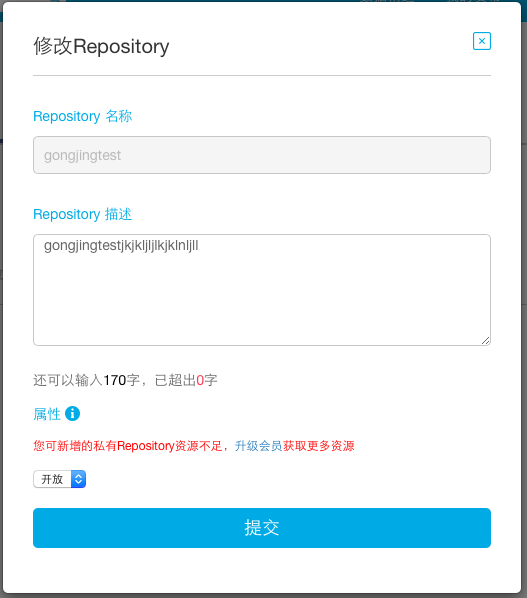 修改Repository
Repository 名称
gongjingtest
Repository 描述
gongjingtestjkjkljljlkjklnljll
还可以输入170字，已超出0字
属性
您可新增的私有Repository资源不足，升级会员获取更多资源
开放
提交